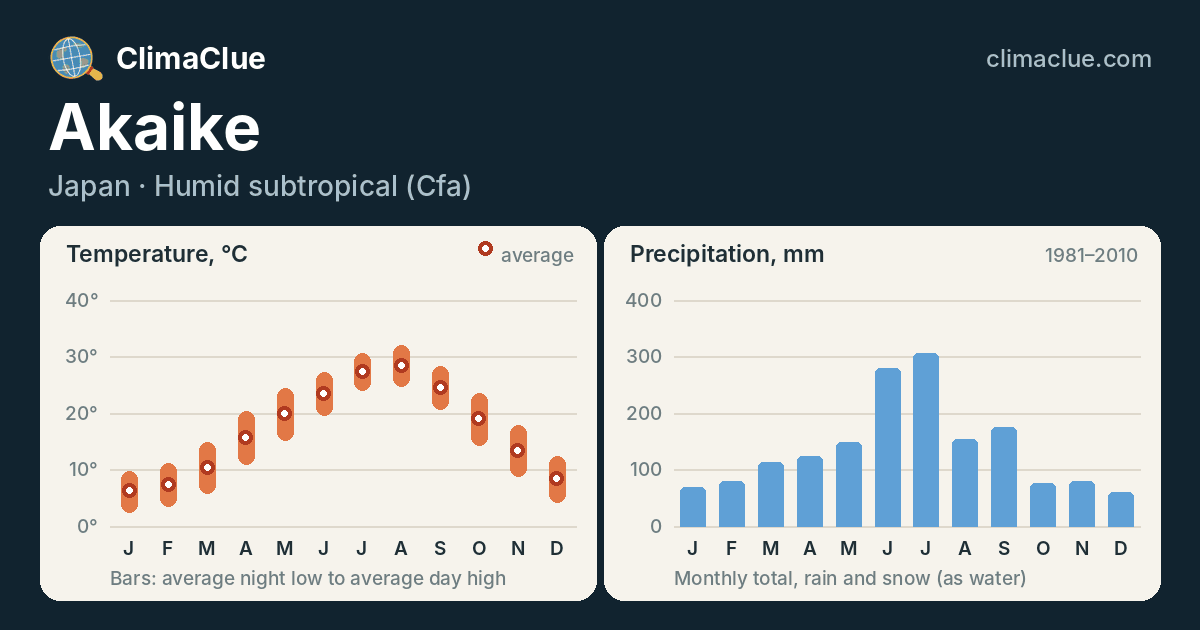 ClimaClue
climaclue.com
Akaike
Japan · Humid subtropical (Cfa)
Temperature, °C
average
40°
30°
20°
10°
0°
J F M A M J J A S O N D
Bars: average night low to average day high
Precipitation, mm
1981–2010
400
300
200
100
0
J F M A M J J A S O N D
Monthly total, rain and snow (as water)